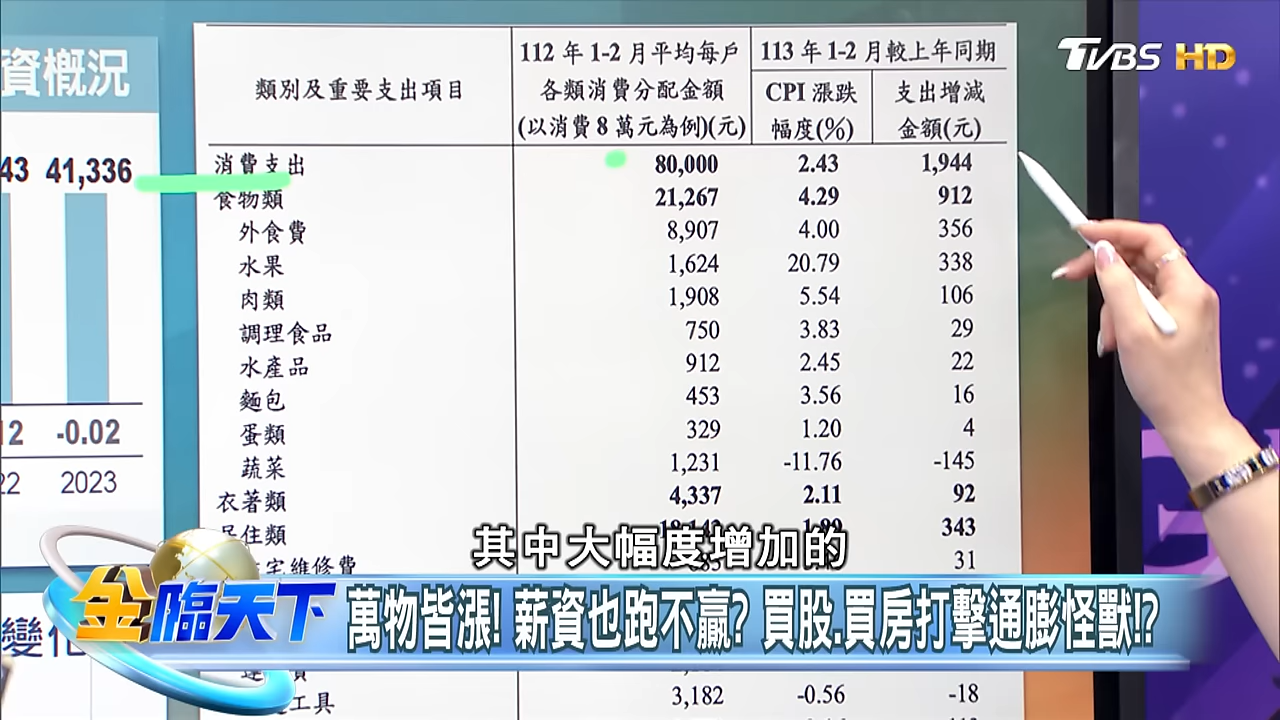 資概況
43 41,336
12 -0.02
22 2023
變化
類別及重要支出項目
112 年 1-2 月平均每戶
各類消費分配金額
(以消費 8 萬元為例)(元)
113 年 1-2 月較上年同期
CPI 漲跌
幅度(%)
支出增減
金額(元)
消費支出 80,000 2.43 1,944
食物類 21,267 4.29 912
外食費 8,907 4.00 356
水果 1,624 20.79 338
肉類 1,908 5.54 106
調理食品 750 3.83 29
水產品 912 2.45 22
麵包 453 3.56 16
蛋類 329 1.20 4
蔬菜 1,231 -11.76 -145
衣著類 4,337 2.11 92
居住類 343
宅維修費 31
工具 3,182 -0.56 -18
TVBS HD
其中大幅度增加的
金臨天下
萬物皆漲! 薪資也跑不贏? 買股.買房打擊通膨怪獸!?